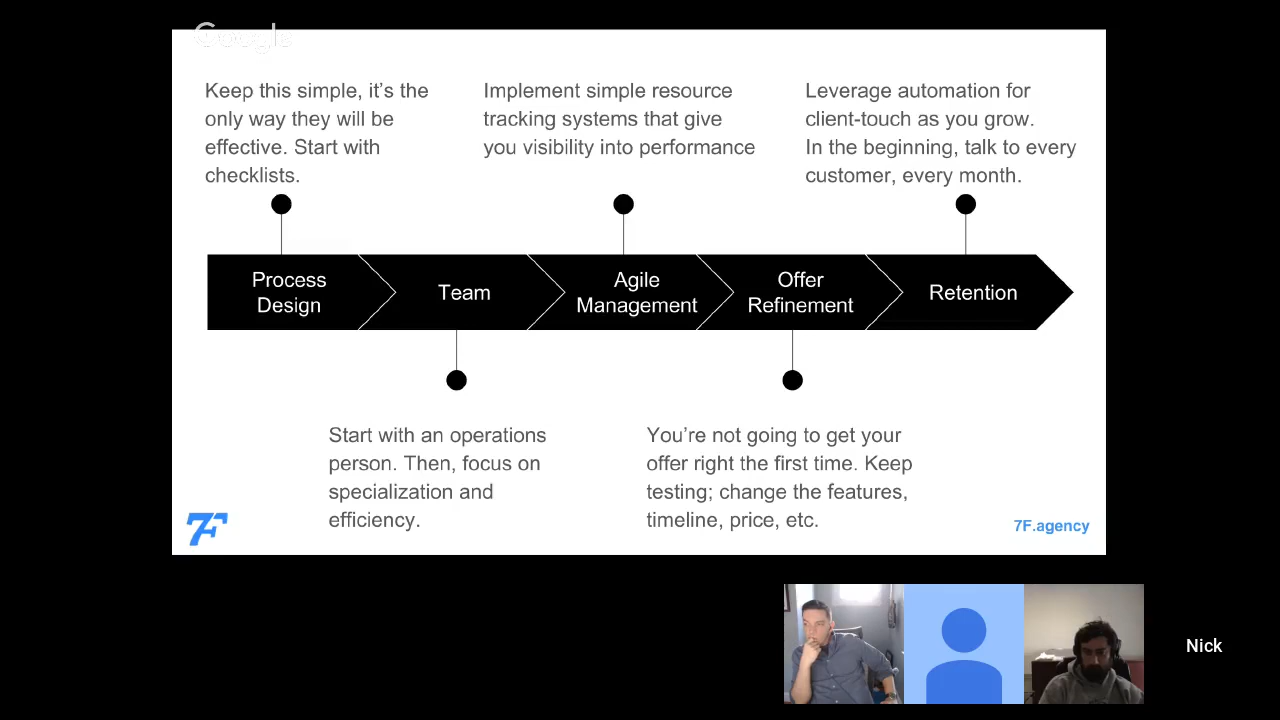 Google
Keep this simple, it's the
only way they will be
effective. Start with
checklists.
Implement simple resource
tracking systems that give
you visibility into performance
Leverage automation for
client-touch as you grow.
In the beginning, talk to every
customer, every month.
Process
Design
Team
Agile
Management
Offer
Refinement
Retention
Start with an operations
person. Then, focus on
specialization and
efficiency.
You're not going to get your
offer right the first time. Keep
testing; change the features,
timeline, price, etc.
7F
7F.agency
Nick